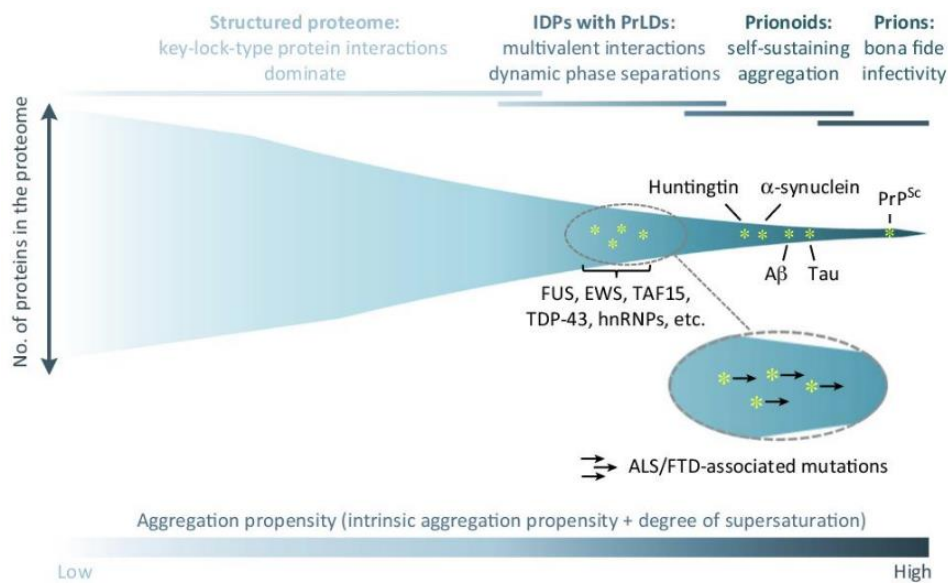 Structured proteome:
key-lock-type protein interactions
dominate
IDPs with PrLDs:
multivalent interactions
dynamic phase separations
Prionoids:
self-sustaining
aggregation
Prions:
bona fide
infectivity
No. of proteins in the proteome
Huntingtin
α-synuclein
PrPSc
Aβ
Tau
FUS, EWS, TAF15,
TDP-43, hnRNPs, etc.
ALS/FTD-associated mutations
Aggregation propensity (intrinsic aggregation propensity + degree of supersaturation)
Low
High